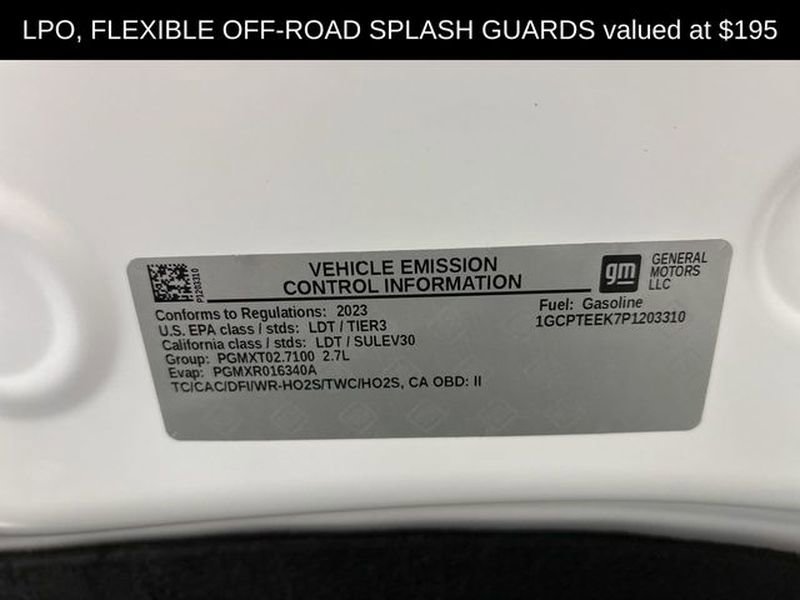 LPO, FLEXIBLE OFF-ROAD SPLASH GUARDS valued at $195
P1203310
VEHICLE EMISSION
CONTROL INFORMATION
gm
GENERAL
MOTORS
LLC
Conforms to Regulations: 2023
U.S. EPA class / stds: LDT / TIER3
California class / stds: LDT / SULEV30
Group: PGMXT02.7100 2.7L
Evap: PGMXR016340A
TC/CAC/DFI/WR-HO2S/TWC/HO2S, CA OBD: II
Fuel: Gasoline
1GCPTEEK7P1203310